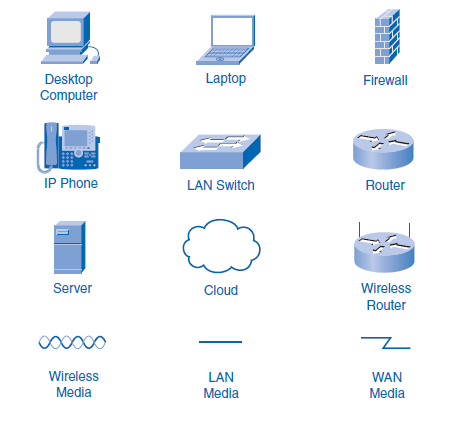 Desktop
Computer
Laptop
Firewall
IP Phone
LAN Switch
Router
Server
Cloud
Wireless
Router
Wireless
Media
LAN
Media
WAN
Media